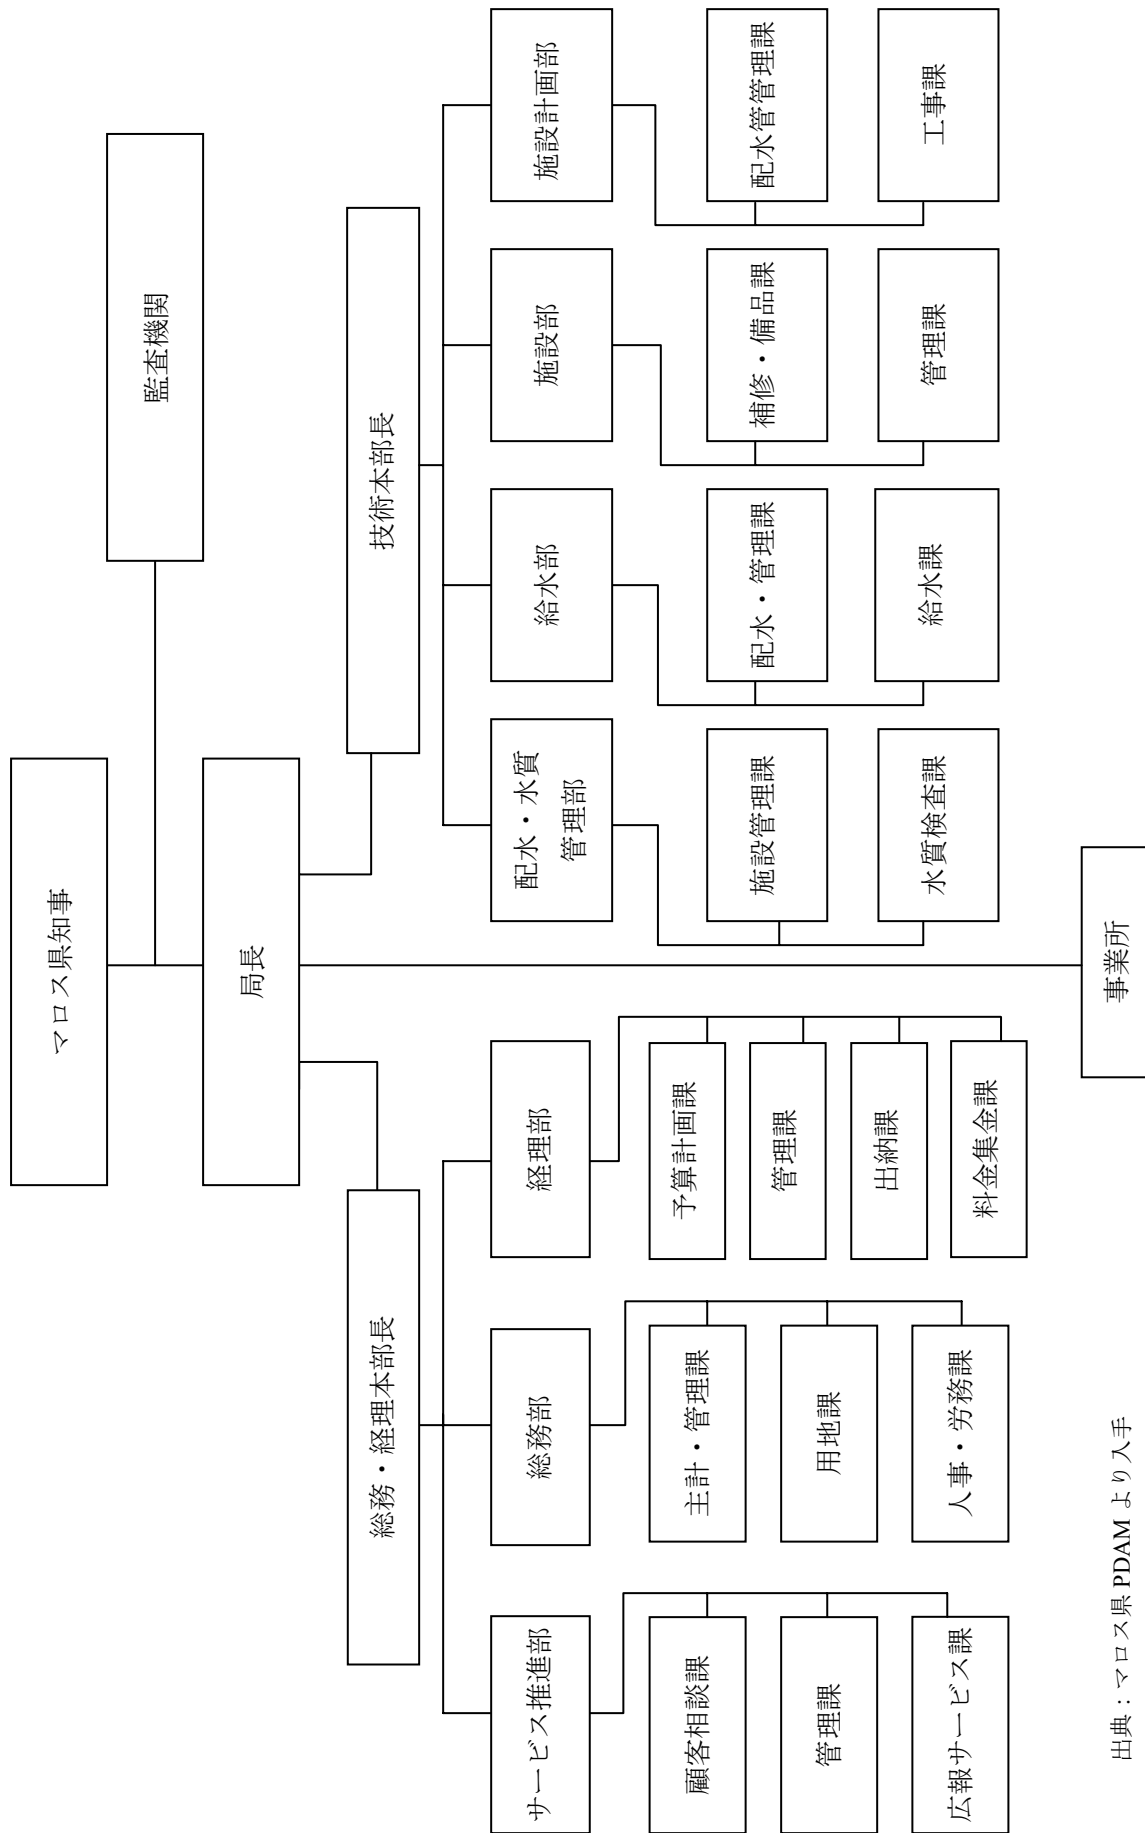 マロス県知事
監査機関
局長
総務・経理本部長
技術本部長
サービス推進部
総務部
経理部
配水・水質
管理部
給水部
施設部
施設計画部
顧客相談課
管理課
広報サービス課
主計・管理課
用地課
人事・労務課
予算計画課
管理課
出納課
料金集金課
施設管理課
水質検査課
配水・管理課
給水課
補修・備品課
管理課
配水管管理課
工事課
事業所
出典：マロス県 PDAM より入手